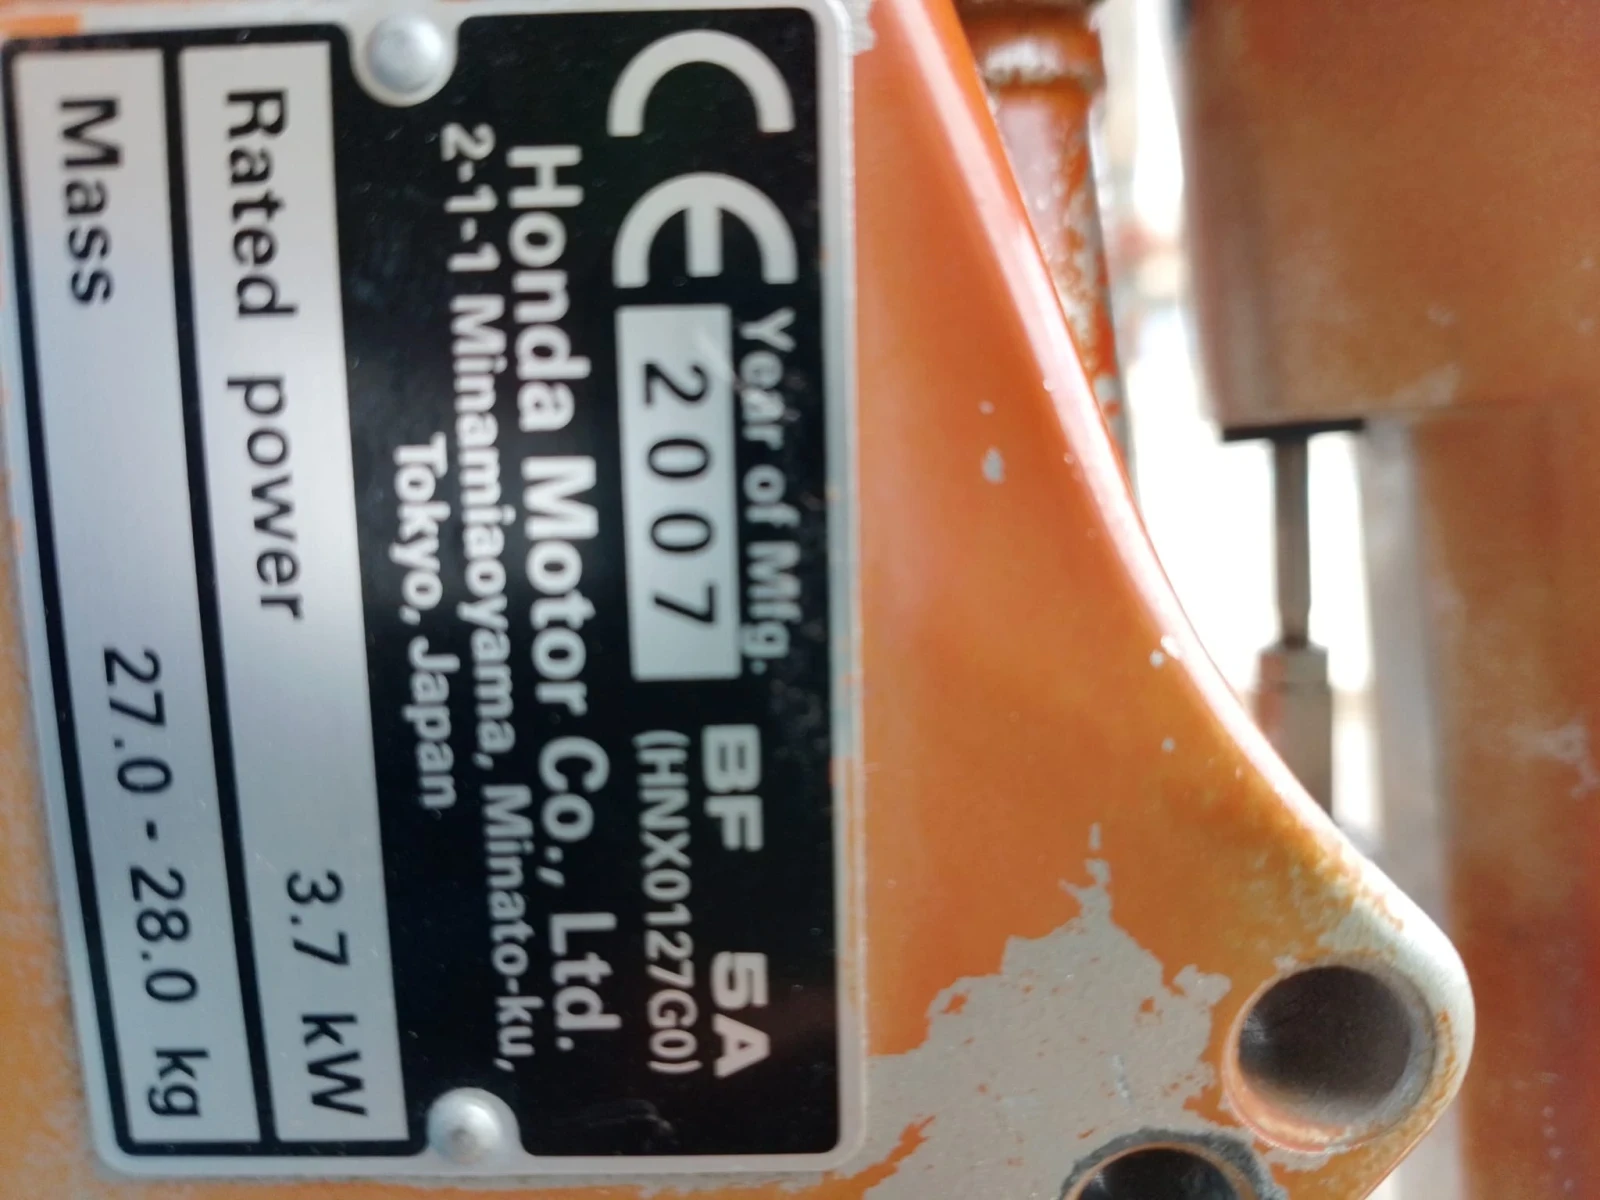 CE
Year of Mfg.
2007
BF 5A
(HNX0127G0)
Honda Motor Co., Ltd.
2-1-1 Minamiaoyama, Minato-ku,
Tokyo, Japan
Rated power 3.7 kW
Mass 27.0 - 28.0 kg